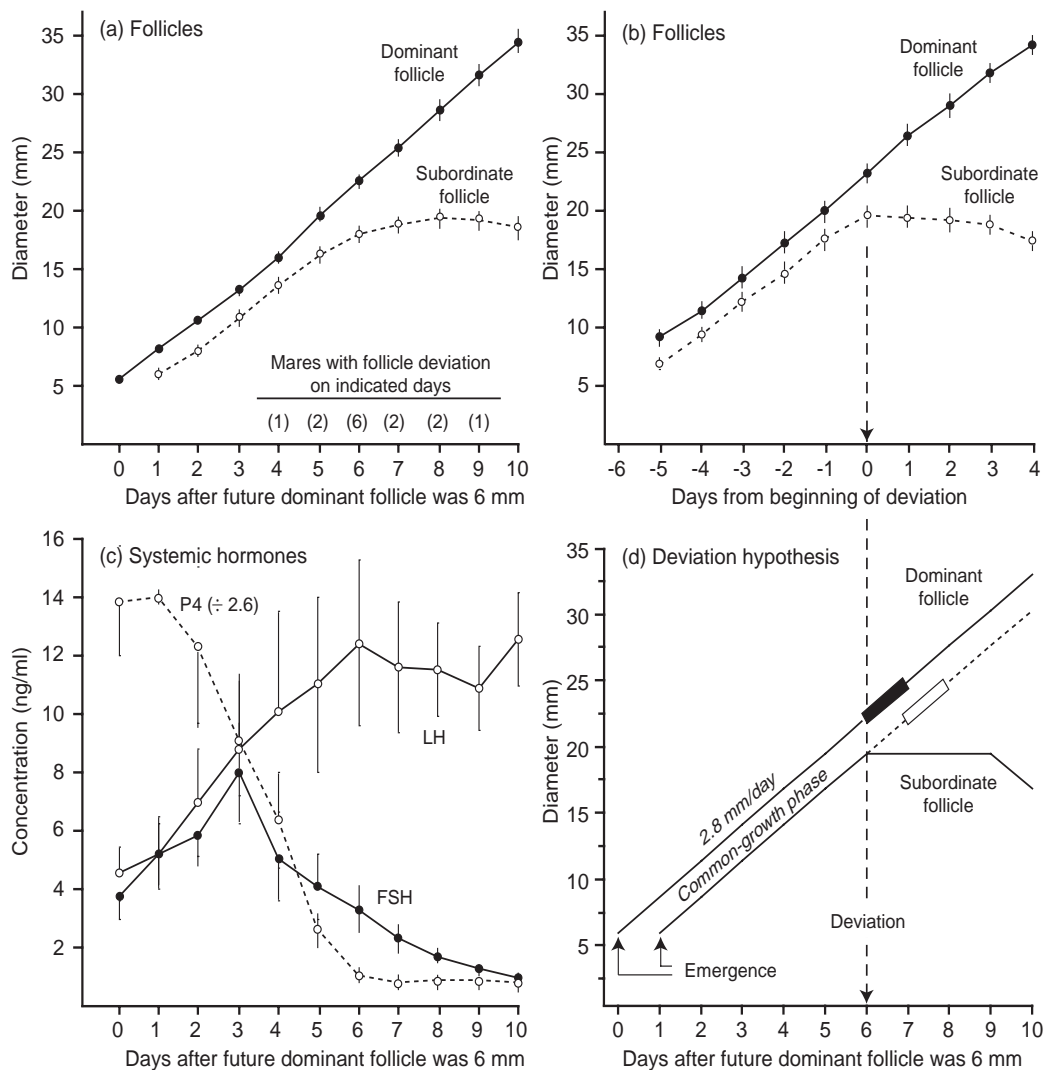 (a) Follicles
35
30
25
20
15
10
5
Diameter (mm)
Dominant
follicle
Subordinate
follicle
Mares with follicle deviation
on indicated days
(1) (2) (6) (2) (2) (1)
0 1 2 3 4 5 6 7 8 9 10
Days after future dominant follicle was 6 mm
(b) Follicles
35
30
25
20
15
10
5
Diameter (mm)
Dominant
follicle
Subordinate
follicle
-6 -5 -4 -3 -2 -1 0 1 2 3 4
Days from beginning of deviation
(c) Systemic hormones
16
14
12
10
8
6
4
2
Concentration (ng/ml)
P4 (÷ 2.6)
LH
FSH
0 1 2 3 4 5 6 7 8 9 10
Days after future dominant follicle was 6 mm
(d) Deviation hypothesis
35
30
25
20
15
10
5
Diameter (mm)
Dominant
follicle
2.8 mm/day
Common-growth phase
Subordinate
follicle
Deviation
Emergence
0 1 2 3 4 5 6 7 8 9 10
Days after future dominant follicle was 6 mm